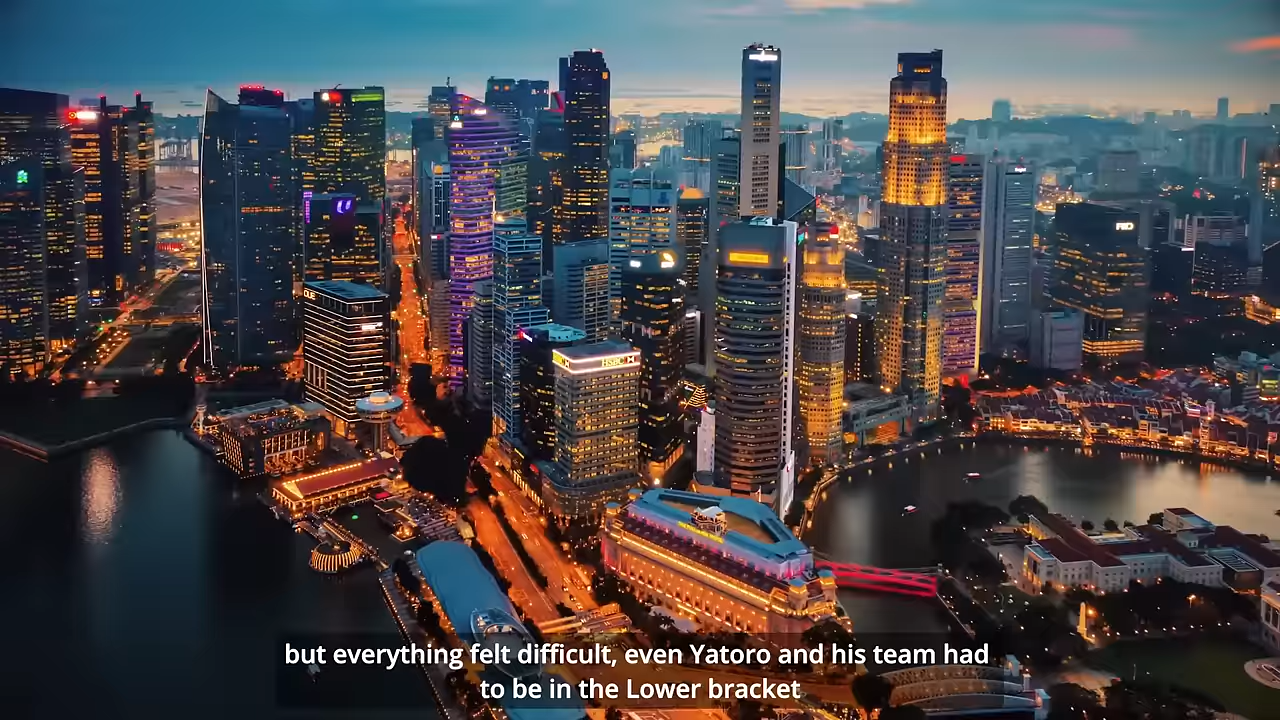 HSBC
but everything felt difficult, even Yatoro and his team had
to be in the Lower bracket